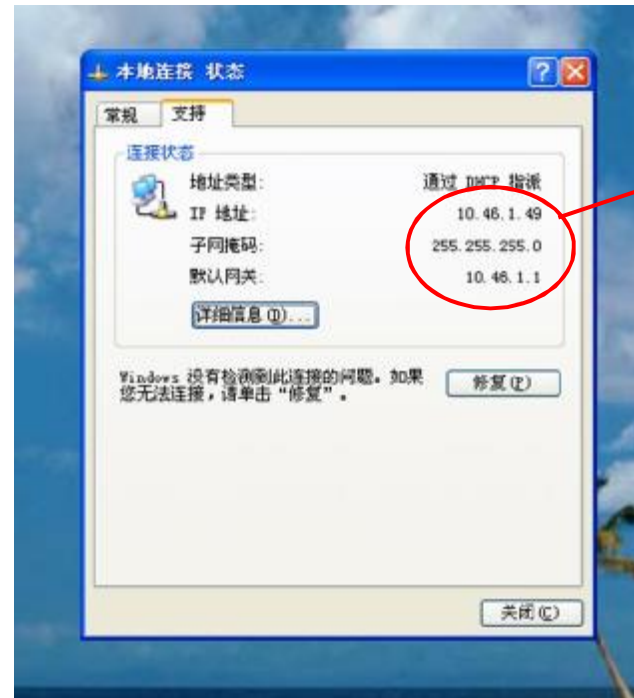 本地连接 状态
常规 支持
连接状态
地址类型: 通过 DHCP 指派
IP 地址: 10.46.1.49
子网掩码: 255.255.255.0
默认网关: 10.46.1.1
详细信息(D)...
Windows 没有检测到此连接的问题。如果
您无法连接，请单击“修复”。
修复(P)
关闭(C)